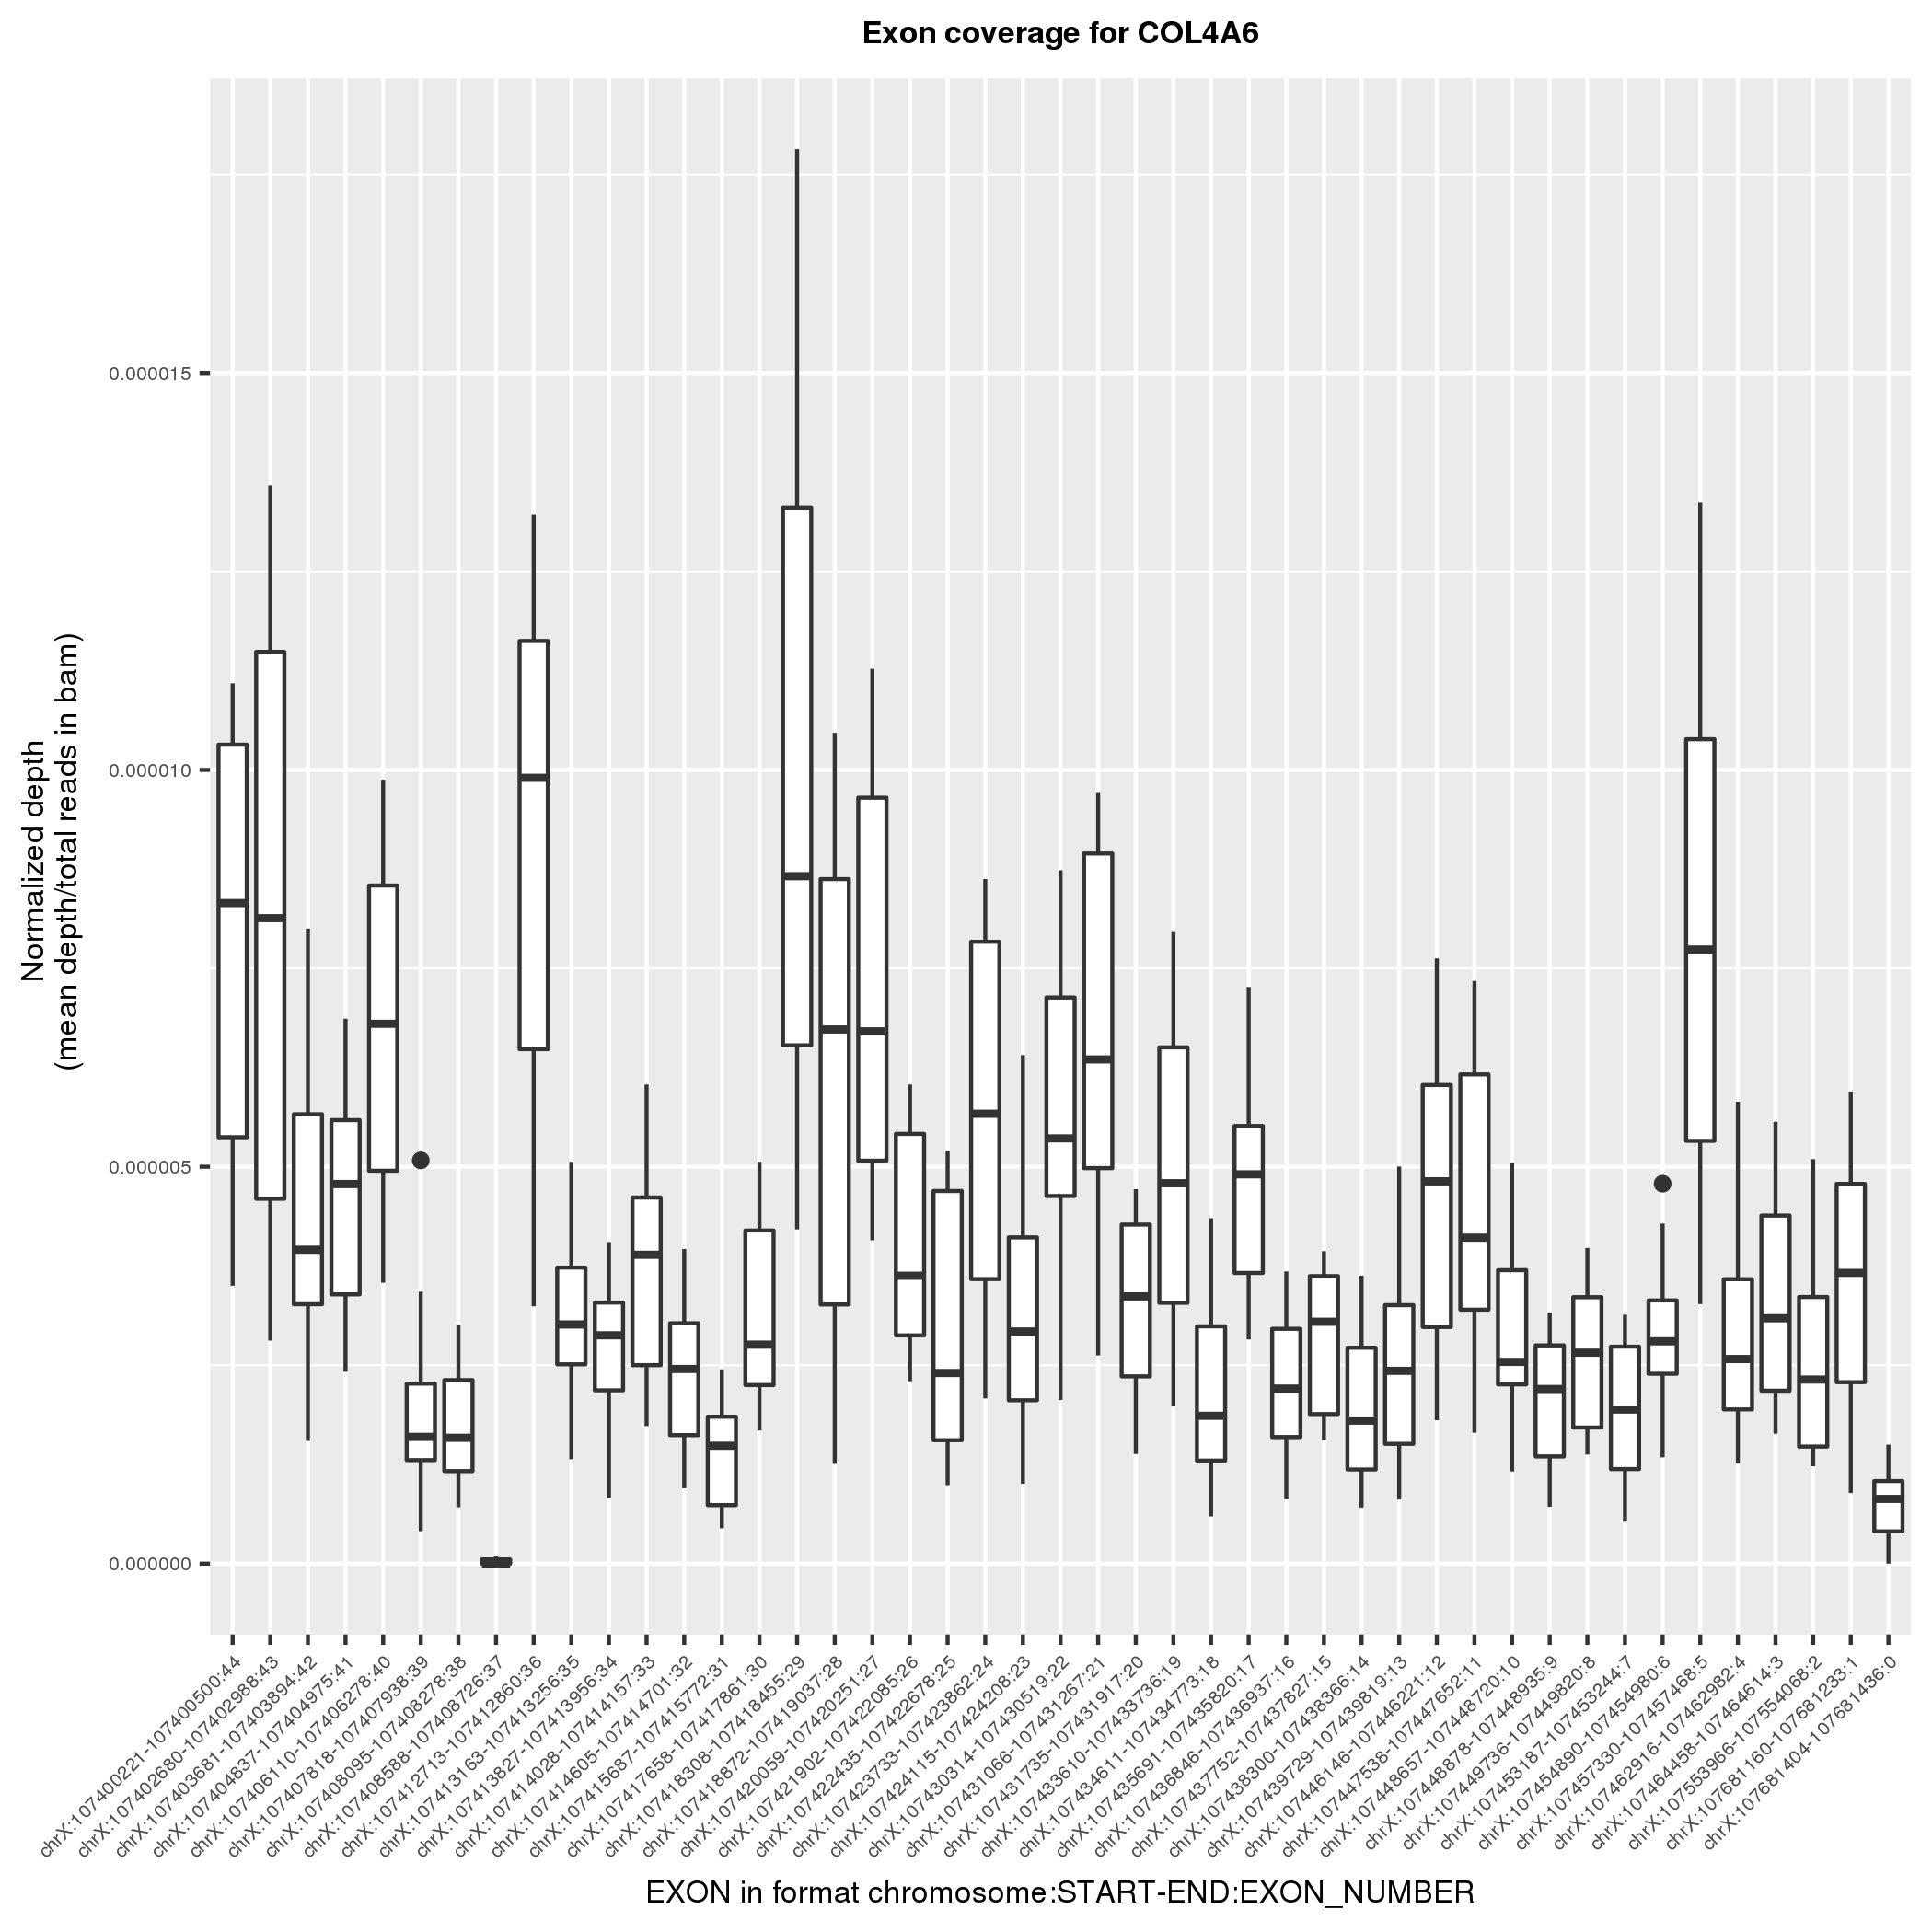 Exon coverage for COL4A6
Normalized depth
(mean depth/total reads in bam)
0.000015
0.000010
0.000005
0.000000
chrX:107400221-107400500:44
chrX:107402680-107402988:43
chrX:107403681-107403894:42
chrX:107404837-107404975:41
chrX:107406110-107406278:40
chrX:107407818-107407938:39
chrX:107408095-107408278:38
chrX:107408588-107408726:37
chrX:107412713-107412860:36
chrX:107413163-107413256:35
chrX:107413827-107413956:34
chrX:107414028-107414157:33
chrX:107414605-107414701:32
chrX:107415687-107415772:31
chrX:107417658-107417861:30
chrX:107418308-107418455:29
chrX:107418872-107419037:28
chrX:107420059-107420251:27
chrX:107421902-107422085:26
chrX:107422435-107422678:25
chrX:107423733-107423862:24
chrX:107424115-107424208:23
chrX:107430314-107430519:22
chrX:107431066-107431267:21
chrX:107431735-107431917:20
chrX:107433610-107433736:19
chrX:107434611-107434773:18
chrX:107435691-107435820:17
chrX:107436846-107436937:16
chrX:107437752-107437827:15
chrX:107438300-107438366:14
chrX:107439729-107439819:13
chrX:107446146-107446221:12
chrX:107447538-107447652:11
chrX:107448657-107448720:10
chrX:107448878-107448935:9
chrX:107449736-107449820:8
chrX:107453187-107453244:7
chrX:107454890-107454980:6
chrX:107457330-107457468:5
chrX:107462916-107462982:4
chrX:107464458-107464614:3
chrX:107553966-107554068:2
chrX:107681160-107681233:1
chrX:107681404-107681436:0
EXON in format chromosome:START-END:EXON_NUMBER